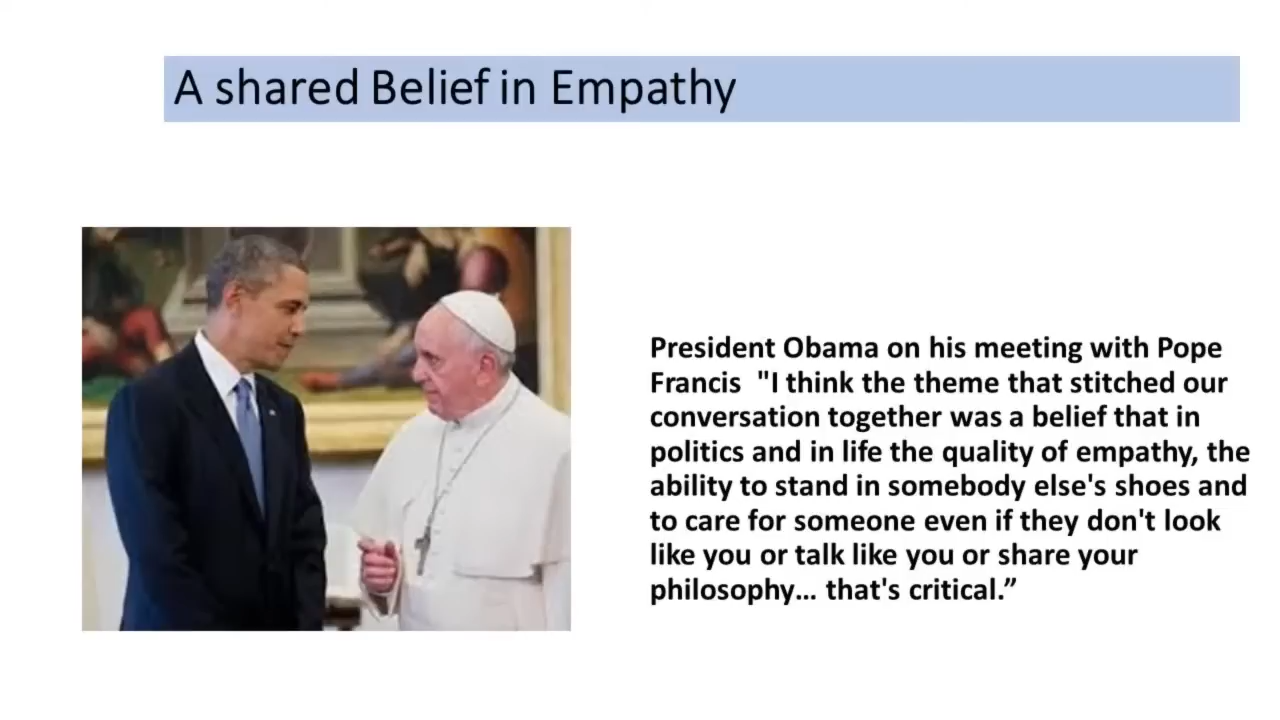 A shared Belief in Empathy
President Obama on his meeting with Pope
Francis  "I think the theme that stitched our
conversation together was a belief that in
politics and in life the quality of empathy, the
ability to stand in somebody else's shoes and
to care for someone even if they don't look
like you or talk like you or share your
philosophy… that's critical.”